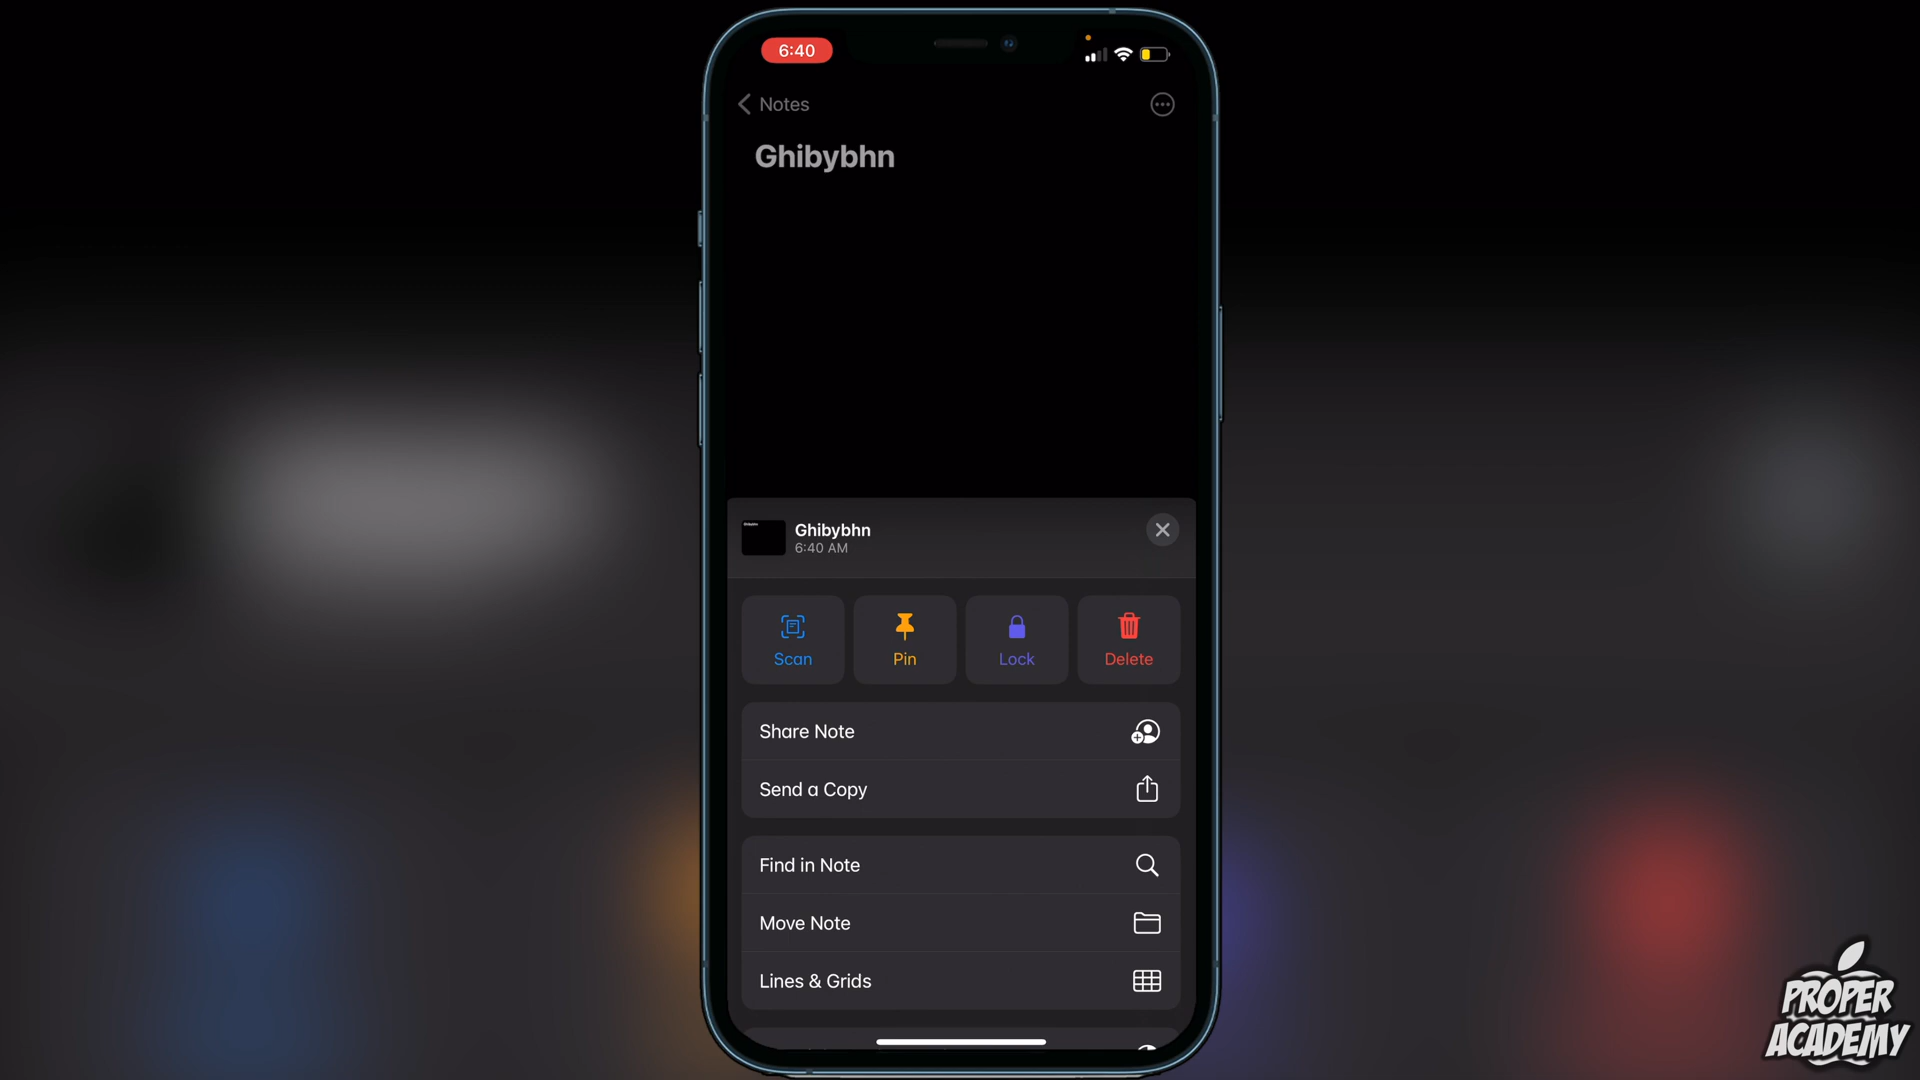 6:40
Notes
Ghibybhn
Ghibybhn
6:40 AM
Scan
Pin
Lock
Delete
Share Note
Send a Copy
Find in Note
Move Note
Lines & Grids
PROPER
ACADEMY